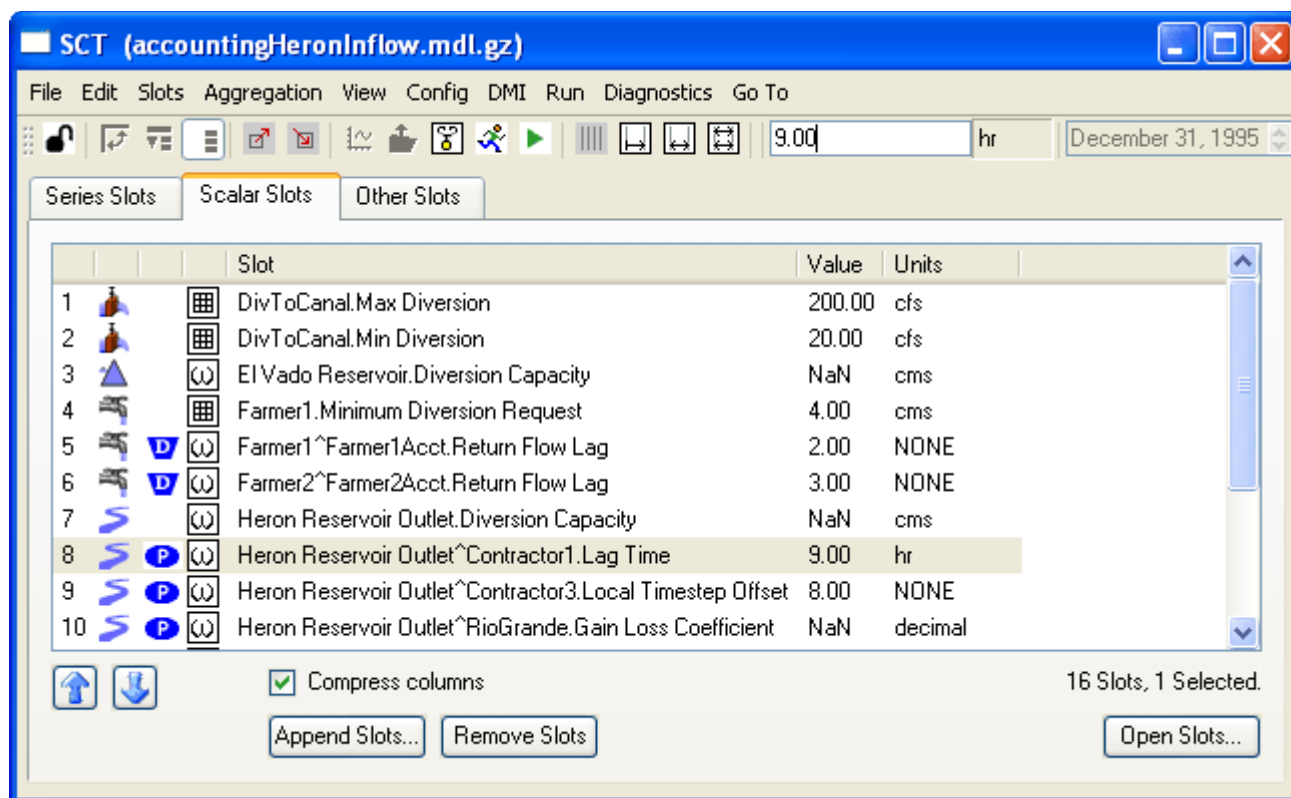 SCT (accountingHeronInflow.mdl.gz)
File Edit Slots Aggregation View Config DMI Run Diagnostics Go To
9.00 hr December 31, 1995
Series Slots Scalar Slots Other Slots
Slot Value Units
1 DivToCanal.Max Diversion 200.00 cfs
2 DivToCanal.Min Diversion 20.00 cfs
3 El Vado Reservoir.Diversion Capacity NaN cms
4 Farmer1.Minimum Diversion Request 4.00 cms
5 D Farmer1^Farmer1Acct.Return Flow Lag 2.00 NONE
6 D Farmer2^Farmer2Acct.Return Flow Lag 3.00 NONE
7 Heron Reservoir Outlet.Diversion Capacity NaN cms
8 P Heron Reservoir Outlet^Contractor1.Lag Time 9.00 hr
9 P Heron Reservoir Outlet^Contractor3.Local Timestep Offset 8.00 NONE
10 P Heron Reservoir Outlet^RioGrande.Gain Loss Coefficient NaN decimal
Compress columns 16 Slots, 1 Selected.
Append Slots... Remove Slots Open Slots...